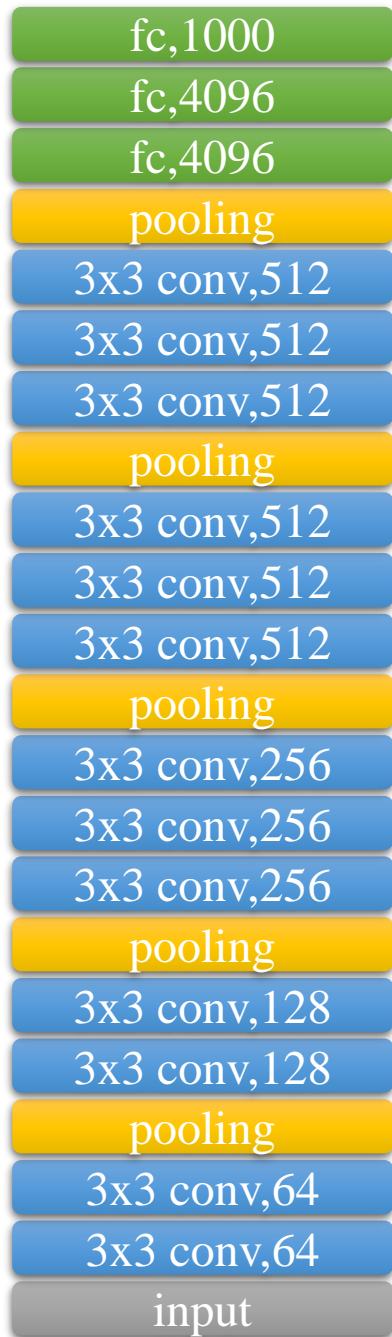 fc,1000
fc,4096
fc,4096
pooling
3x3 conv,512
3x3 conv,512
3x3 conv,512
pooling
3x3 conv,512
3x3 conv,512
3x3 conv,512
pooling
3x3 conv,256
3x3 conv,256
3x3 conv,256
pooling
3x3 conv,128
3x3 conv,128
pooling
3x3 conv,64
3x3 conv,64
input